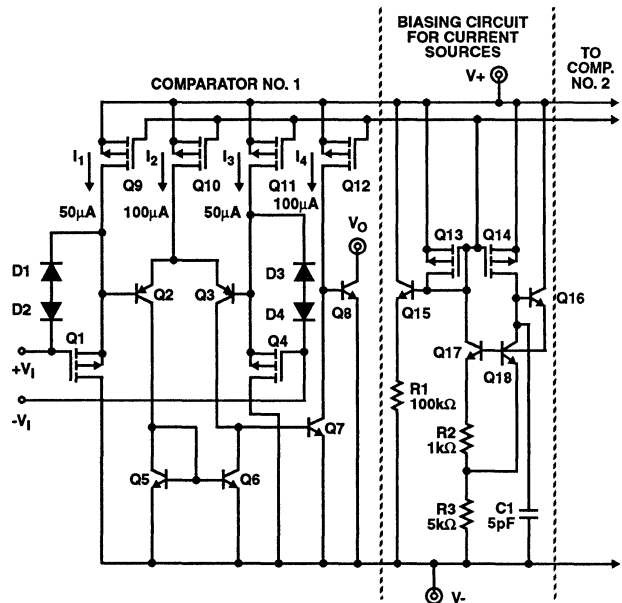 BIASING CIRCUIT
FOR CURRENT
SOURCES
TO
COMP.
NO. 2
V+
COMPARATOR NO. 1
I1
I2
I3
I4
Q9
Q10
Q11
Q12
50µA
100µA
50µA
100µA
VO
Q13
Q14
D1
D2
Q2
Q3
D3
D4
Q8
Q15
Q16
Q1
Q4
Q17
Q18
+VI
-VI
R1
100kΩ
R2
1kΩ
Q7
Q5
Q6
R3
5kΩ
C1
5pF
V-